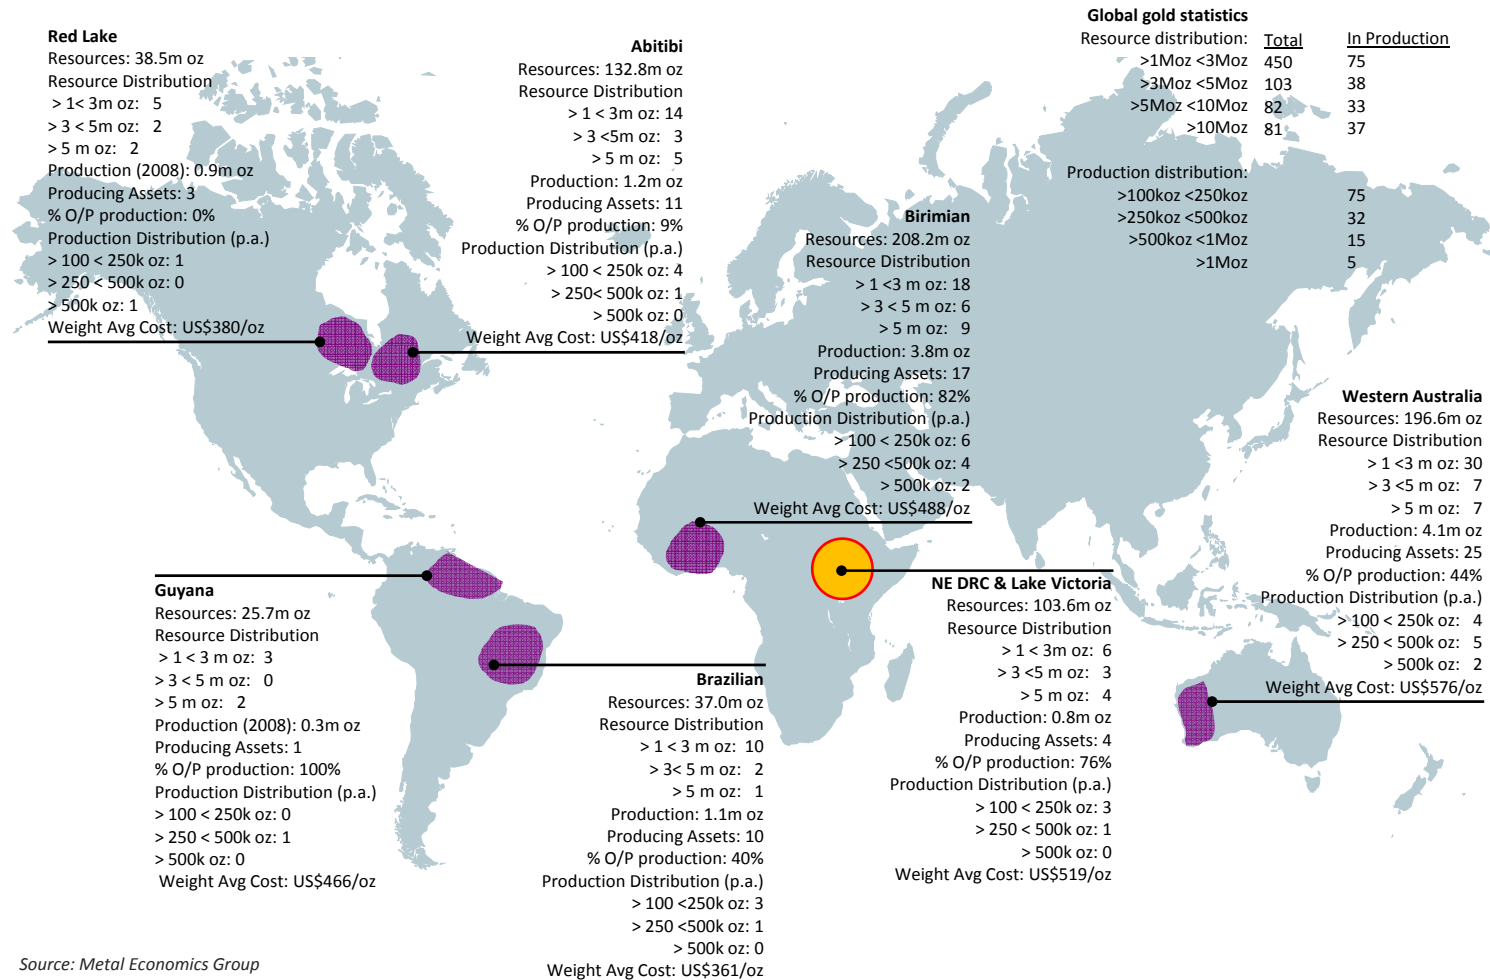 Red Lake
Resources: 38.5m oz
Resource Distribution
> 1< 3m oz: 5
> 3 < 5m oz: 2
> 5 m oz: 2
Production (2008): 0.9m oz
Producing Assets: 3
% O/P production: 0%
Production Distribution (p.a.)
> 100 < 250k oz: 1
> 250 < 500k oz: 0
> 500k oz: 1
Weight Avg Cost: US$380/oz
Abitibi
Resources: 132.8m oz
Resource Distribution
> 1 < 3m oz: 14
> 3 <5m oz: 3
> 5 m oz: 5
Production: 1.2m oz
Producing Assets: 11
% O/P production: 9%
Production Distribution (p.a.)
> 100 < 250k oz: 4
> 250< 500k oz: 1
> 500k oz: 0
Weight Avg Cost: US$418/oz
Global gold statistics
Resource distribution: Total In Production
>1Moz <3Moz 450 75
>3Moz <5Moz 103 38
>5Moz <10Moz 82 33
>10Moz 81 37
Production distribution:
>100koz <250koz 75
>250koz <500koz 32
>500koz <1Moz 15
>1Moz 5
Birimian
Resources: 208.2m oz
Resource Distribution
> 1 <3 m oz: 18
> 3 < 5 m oz: 6
> 5 m oz: 9
Production: 3.8m oz
Producing Assets: 17
% O/P production: 82%
Production Distribution (p.a.)
> 100 < 250k oz: 6
> 250 <500k oz: 4
> 500k oz: 2
Weight Avg Cost: US$488/oz
Western Australia
Resources: 196.6m oz
Resource Distribution
> 1 <3 m oz: 30
> 3 <5 m oz: 7
> 5 m oz: 7
Production: 4.1m oz
Producing Assets: 25
% O/P production: 44%
Production Distribution (p.a.)
> 100 < 250k oz: 4
> 250 < 500k oz: 5
> 500k oz: 2
Weight Avg Cost: US$576/oz
Guyana
Resources: 25.7m oz
Resource Distribution
> 1 < 3 m oz: 3
> 3 < 5 m oz: 0
> 5 m oz: 2
Production (2008): 0.3m oz
Producing Assets: 1
% O/P production: 100%
Production Distribution (p.a.)
> 100 < 250k oz: 0
> 250 < 500k oz: 1
> 500k oz: 0
Weight Avg Cost: US$466/oz
Brazilian
Resources: 37.0m oz
Resource Distribution
> 1 < 3 m oz: 10
> 3< 5 m oz: 2
> 5 m oz: 1
Production: 1.1m oz
Producing Assets: 10
% O/P production: 40%
Production Distribution (p.a.)
> 100 <250k oz: 3
> 250 <500k oz: 1
> 500k oz: 0
Weight Avg Cost: US$361/oz
NE DRC & Lake Victoria
Resources: 103.6m oz
Resource Distribution
> 1 < 3m oz: 6
> 3 <5 m oz: 3
> 5 m oz: 4
Production: 0.8m oz
Producing Assets: 4
% O/P production: 76%
Production Distribution (p.a.)
> 100 < 250k oz: 3
> 250 < 500k oz: 1
> 500k oz: 0
Weight Avg Cost: US$519/oz
Source: Metal Economics Group